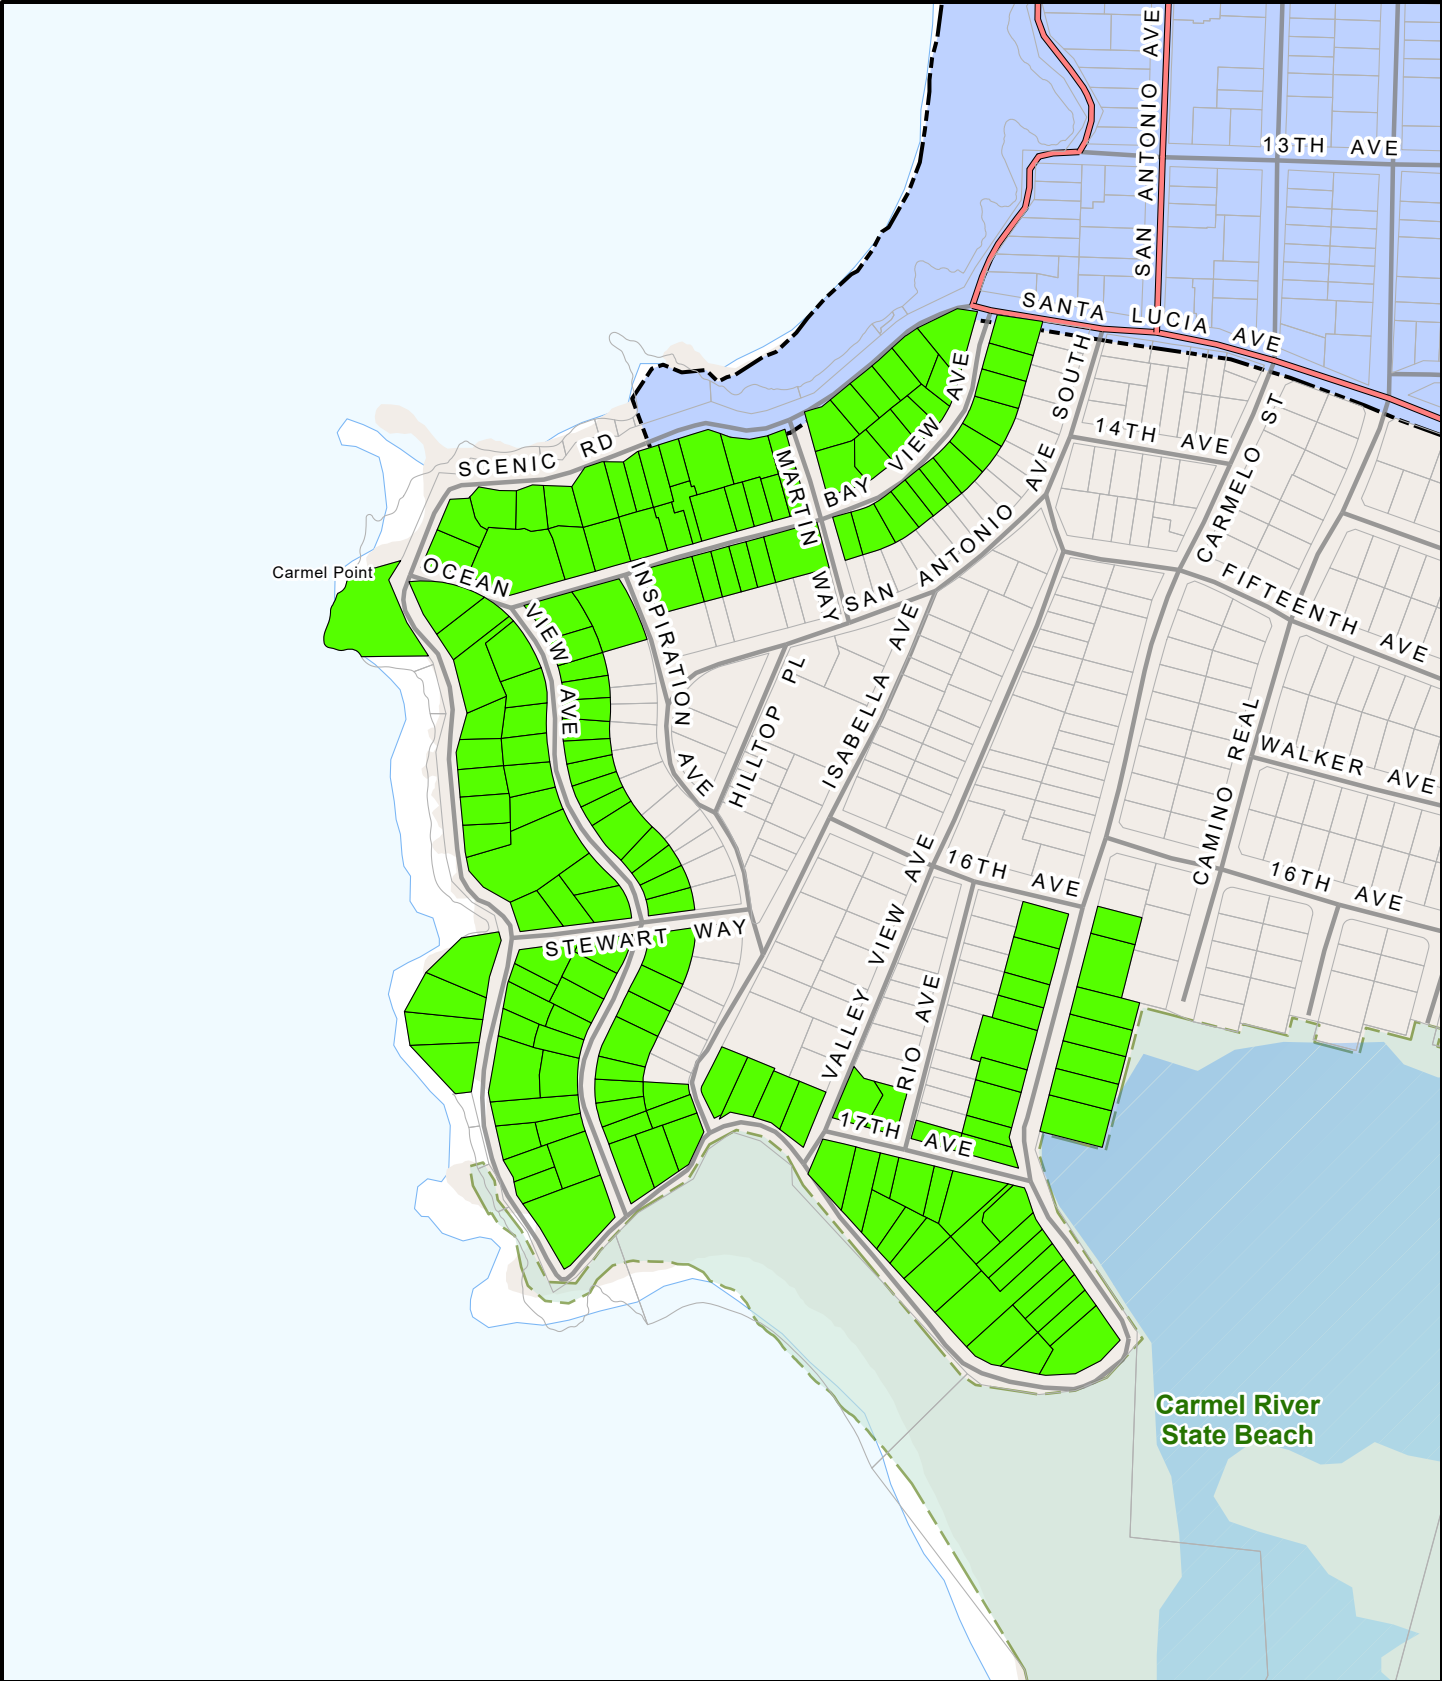 SAN ANTONIO AVE
13TH AVE
SANTA LUCIA AVE
SAN ANTONIO AVE SOUTH
14TH AVE
CARMELO ST
SCENIC RD
MARTIN WAY
BAY VIEW AVE
Carmel Point
OCEAN VIEW AVE
INSPIRATION AVE
FIFTEENTH AVE
HILLTOP PL
ISABELLA AVE
CAMINO REAL
WALKER AVE
16TH AVE
16TH AVE
STEWART WAY
VALLEY VIEW AVE
RIO AVE
17TH AVE
Carmel River
State Beach